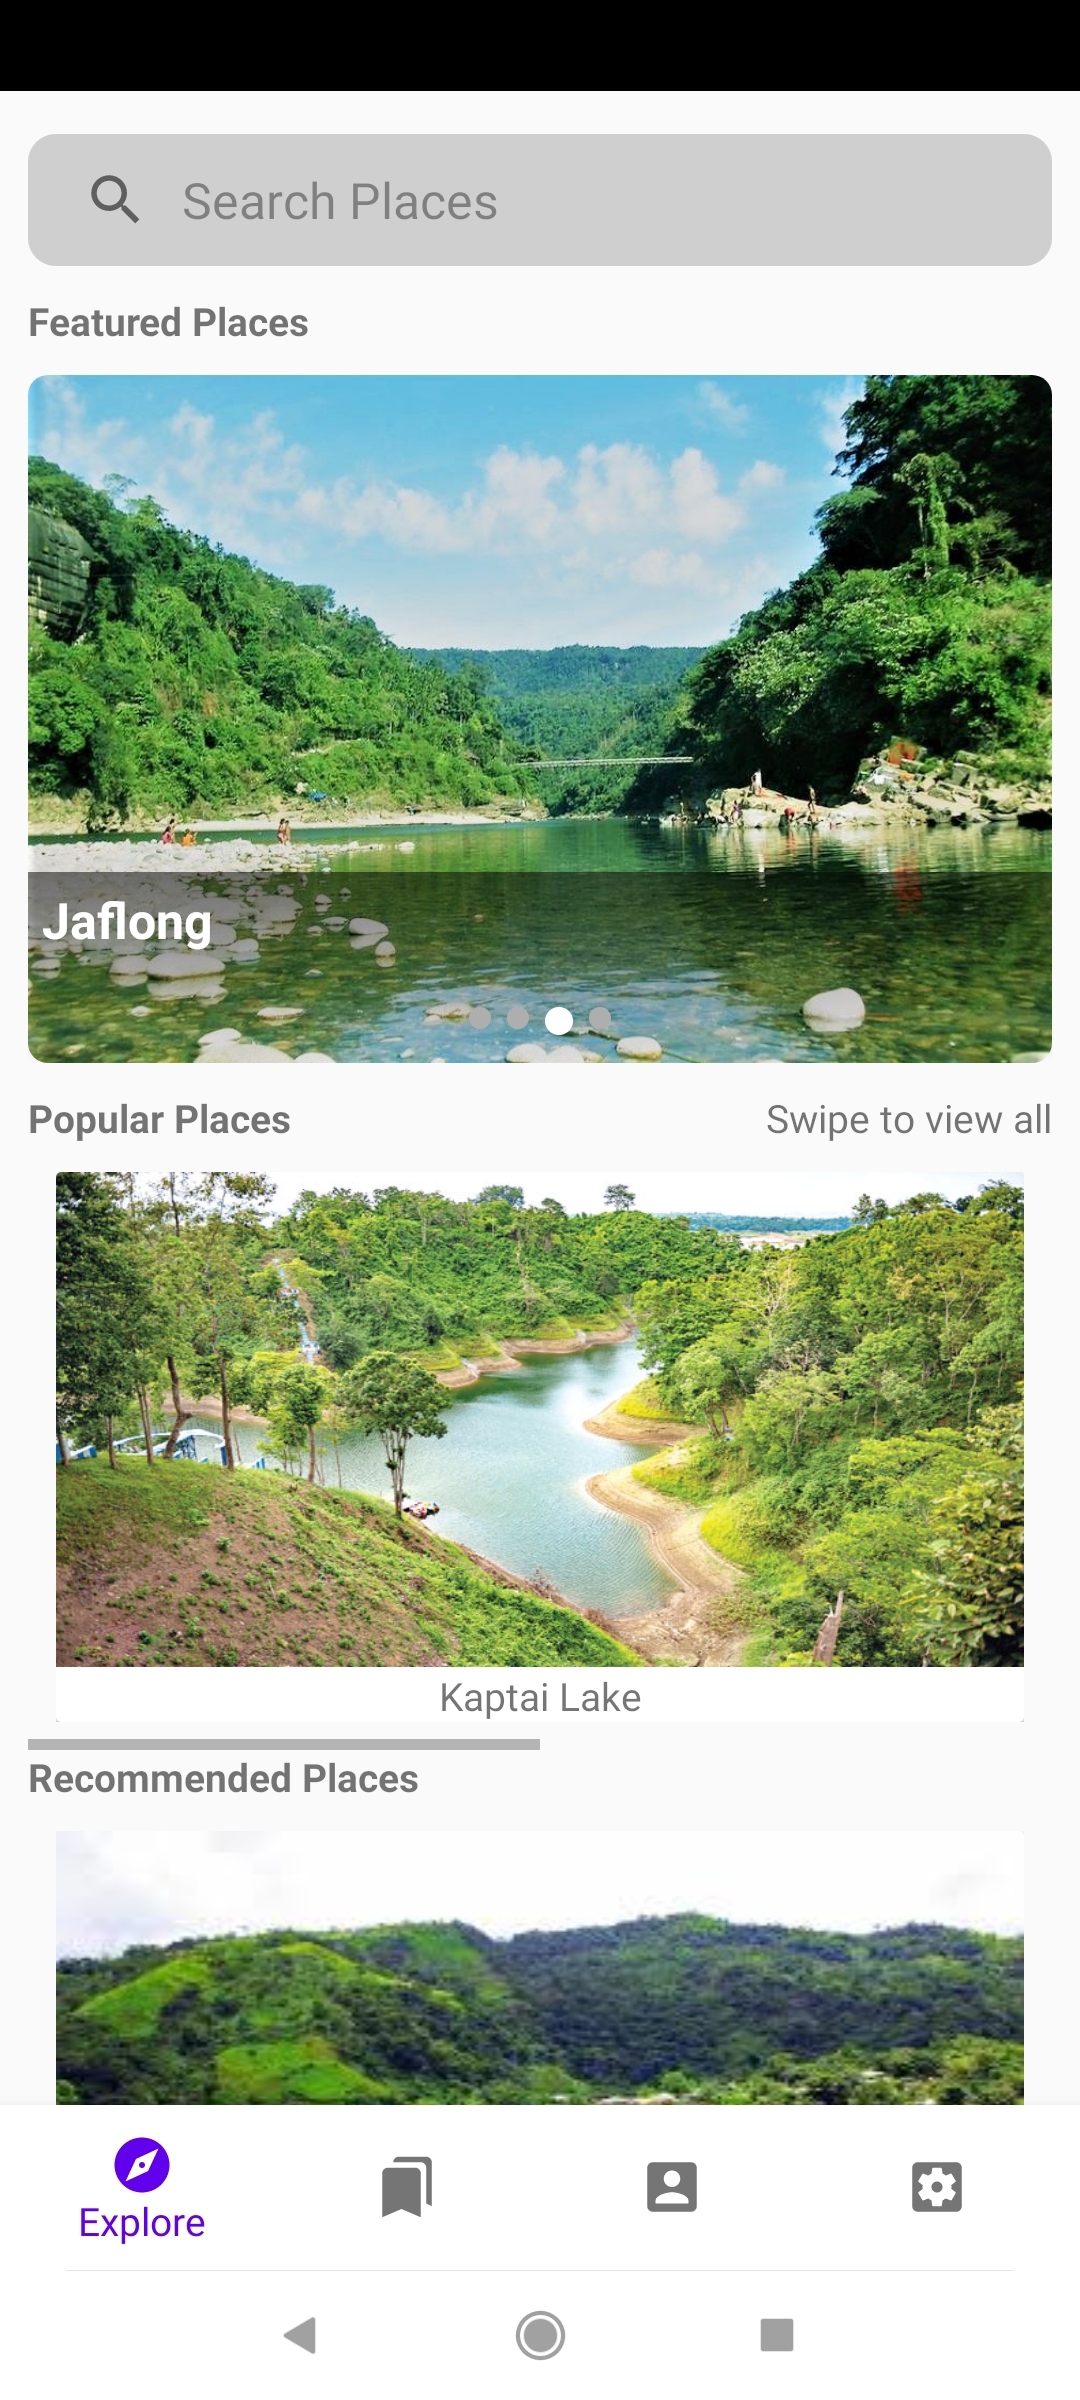 Search Places
Featured Places
Jaflong
Popular Places
Swipe to view all
Kaptai Lake
Recommended Places
Explore